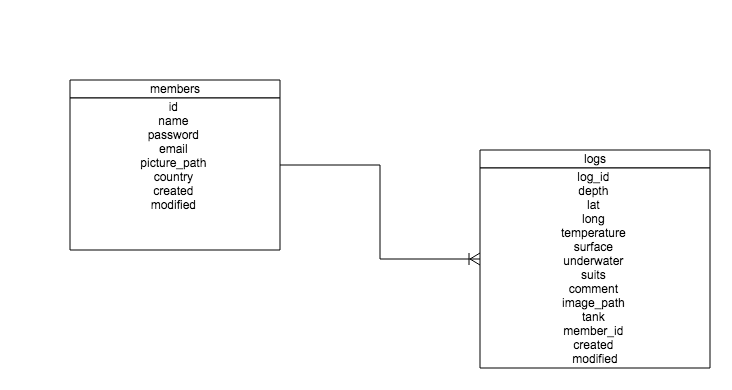 members
id
name
password
email
picture_path
country
created
modified
logs
log_id
depth
lat
long
temperature
surface
underwater
suits
comment
image_path
tank
member_id
created
modified